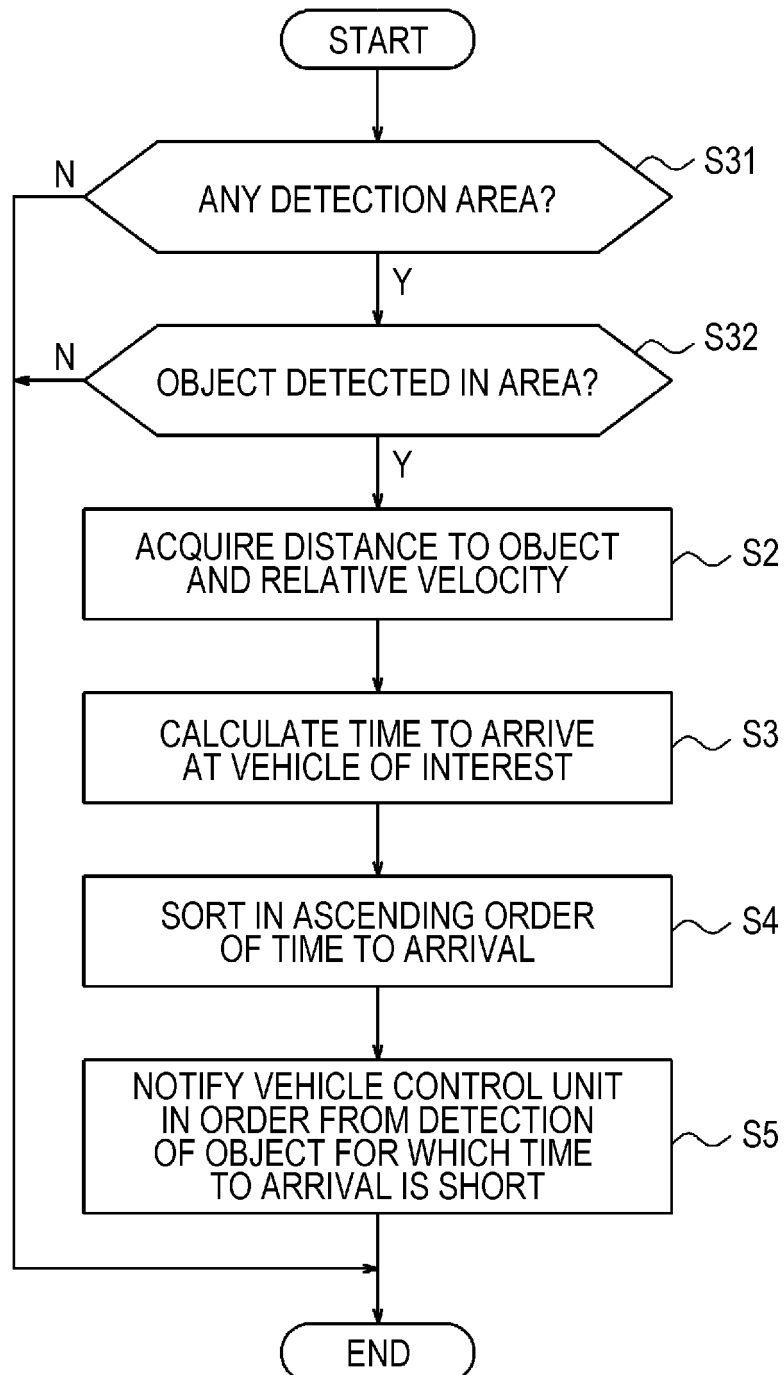 START
S31
N
ANY DETECTION AREA?
Y
S32
N
OBJECT DETECTED IN AREA?
Y
ACQUIRE DISTANCE TO OBJECT
AND RELATIVE VELOCITY
S2
CALCULATE TIME TO ARRIVE
AT VEHICLE OF INTEREST
S3
SORT IN ASCENDING ORDER
OF TIME TO ARRIVAL
S4
NOTIFY VEHICLE CONTROL UNIT
IN ORDER FROM DETECTION
OF OBJECT FOR WHICH TIME
TO ARRIVAL IS SHORT
S5
END